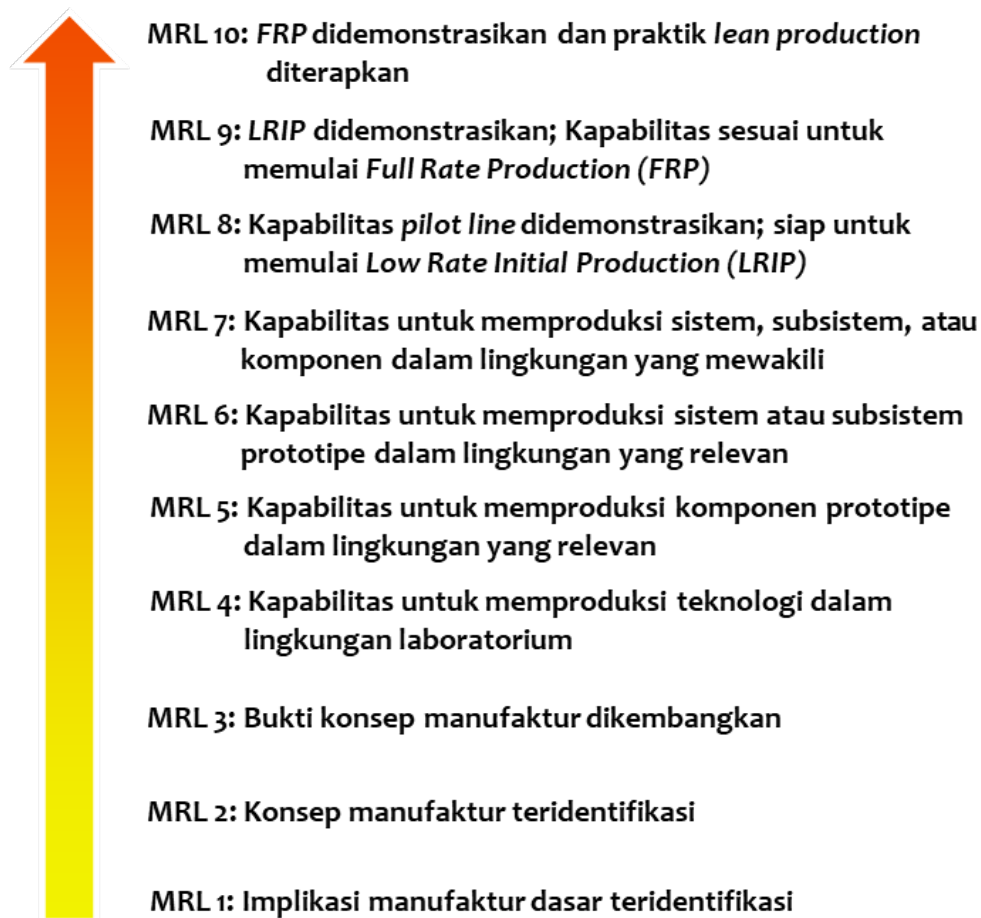 MRL 10: FRP didemonstrasikan dan praktik lean production
diterapkan
MRL 9: LRIP didemonstrasikan; Kapabilitas sesuai untuk
memulai Full Rate Production (FRP)
MRL 8: Kapabilitas pilot line didemonstrasikan; siap untuk
memulai Low Rate Initial Production (LRIP)
MRL 7: Kapabilitas untuk memproduksi sistem, subsistem, atau
komponen dalam lingkungan yang mewakili
MRL 6: Kapabilitas untuk memproduksi sistem atau subsistem
prototipe dalam lingkungan yang relevan
MRL 5: Kapabilitas untuk memproduksi komponen prototipe
dalam lingkungan yang relevan
MRL 4: Kapabilitas untuk memproduksi teknologi dalam
lingkungan laboratorium
MRL 3: Bukti konsep manufaktur dikembangkan
MRL 2: Konsep manufaktur teridentifikasi
MRL 1: Implikasi manufaktur dasar teridentifikasi